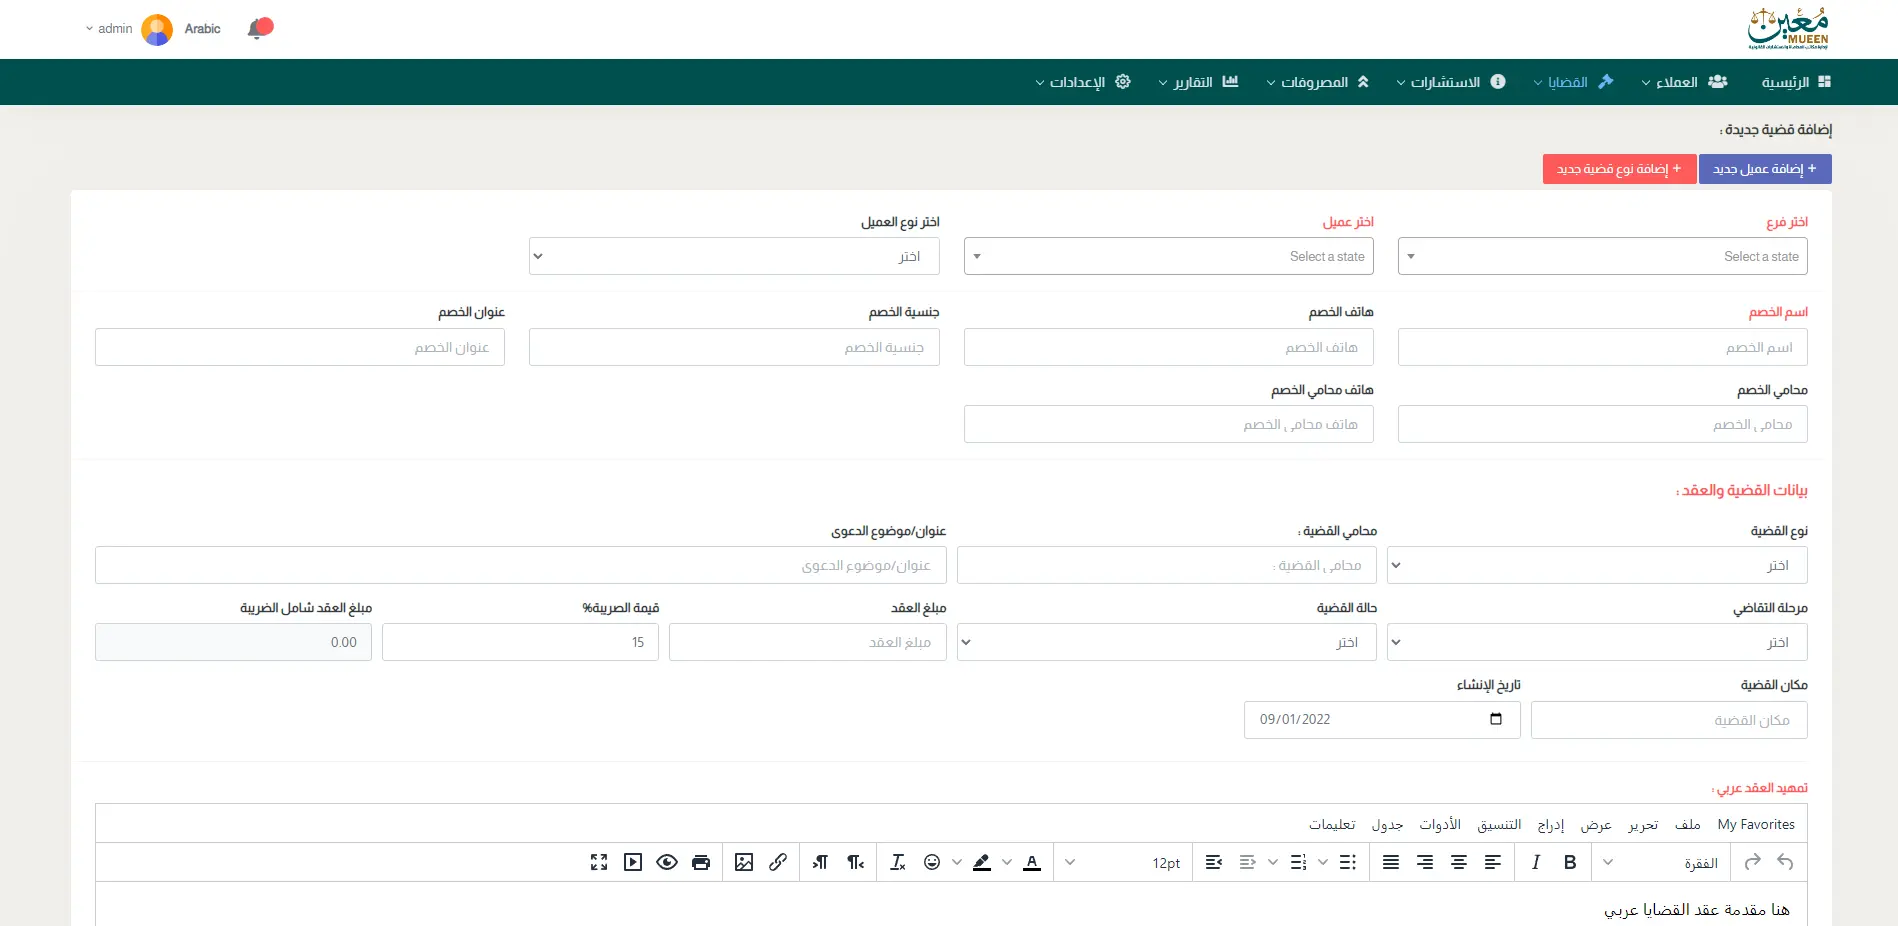 مُعين
MUEEN
Arabic
admin
الرئيسية
العملاء
القضايا
الاستشارات
المصروفات
التقارير
الإعدادات
إضافة قضية جديدة :
+ إضافة عميل جديد
+ إضافة نوع قضية جديد
اختر فرع
اختر عميل
اختر نوع العميل
Select a state
Select a state
اختر
اسم الخصم
هاتف الخصم
جنسية الخصم
عنوان الخصم
اسم الخصم
هاتف الخصم
جنسية الخصم
عنوان الخصم
محامي الخصم
هاتف محامي الخصم
محامي الخصم
هاتف محامي الخصم
بيانات القضية والعقد :
نوع القضية
محامي القضية :
عنوان/موضوع الدعوى
اختر
محامي القضية :
عنوان/موضوع الدعوى
مرحلة التقاضي
حالة القضية
مبلغ العقد
قيمة الصريبة%
مبلغ العقد شامل الضريبة
اختر
اختر
مبلغ العقد
15
0.00
مكان القضية
تاريخ الإنشاء
مكان القضية
09/01/2022
تمهيد العقد عربي :
My Favorites
ملف
تحرير
عرض
إدراج
التنسيق
الأدوات
جدول
تعليمات
الفقرة
12pt
هنا مقدمة عقد القضايا عربي